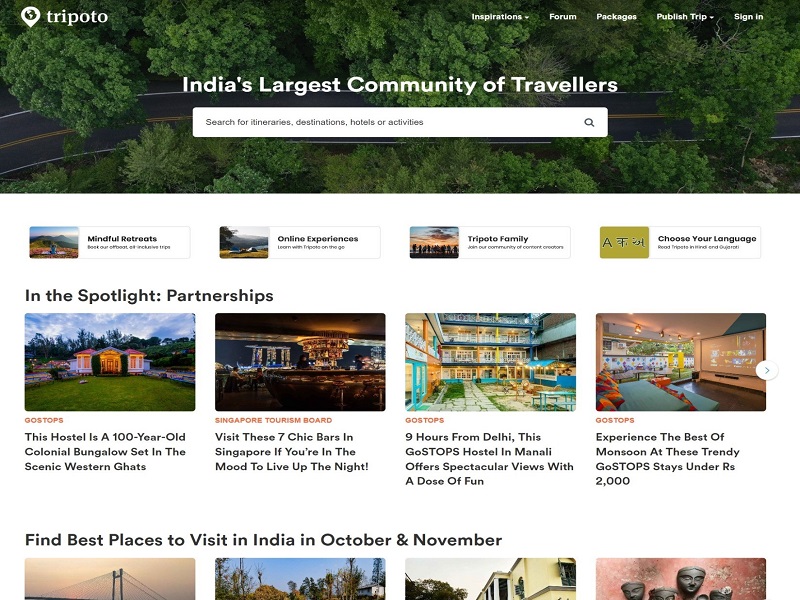 tripoto
Inspirations
Forum
Packages
Publish Trip
Sign in
India's Largest Community of Travellers
Search for itineraries, destinations, hotels or activities
Mindful Retreats
Book our offbeat, all-inclusive trips
Online Experiences
Learn with Tripoto on the go
Tripoto Family
Join our community of content creators
A क અ
Choose Your Language
Read Tripoto in Hindi and Gujarati
In the Spotlight: Partnerships
GOSTOPS
This Hostel Is A 100-Year-Old
Colonial Bungalow Set In The
Scenic Western Ghats
SINGAPORE TOURISM BOARD
Visit These 7 Chic Bars In
Singapore If You're In The
Mood To Live Up The Night!
GOSTOPS
9 Hours From Delhi, This
GoSTOPS Hostel In Manali
Offers Spectacular Views With
A Dose Of Fun
GOSTOPS
Experience The Best Of
Monsoon At These Trendy
GoSTOPS Stays Under Rs
2,000
Find Best Places to Visit in India in October & November